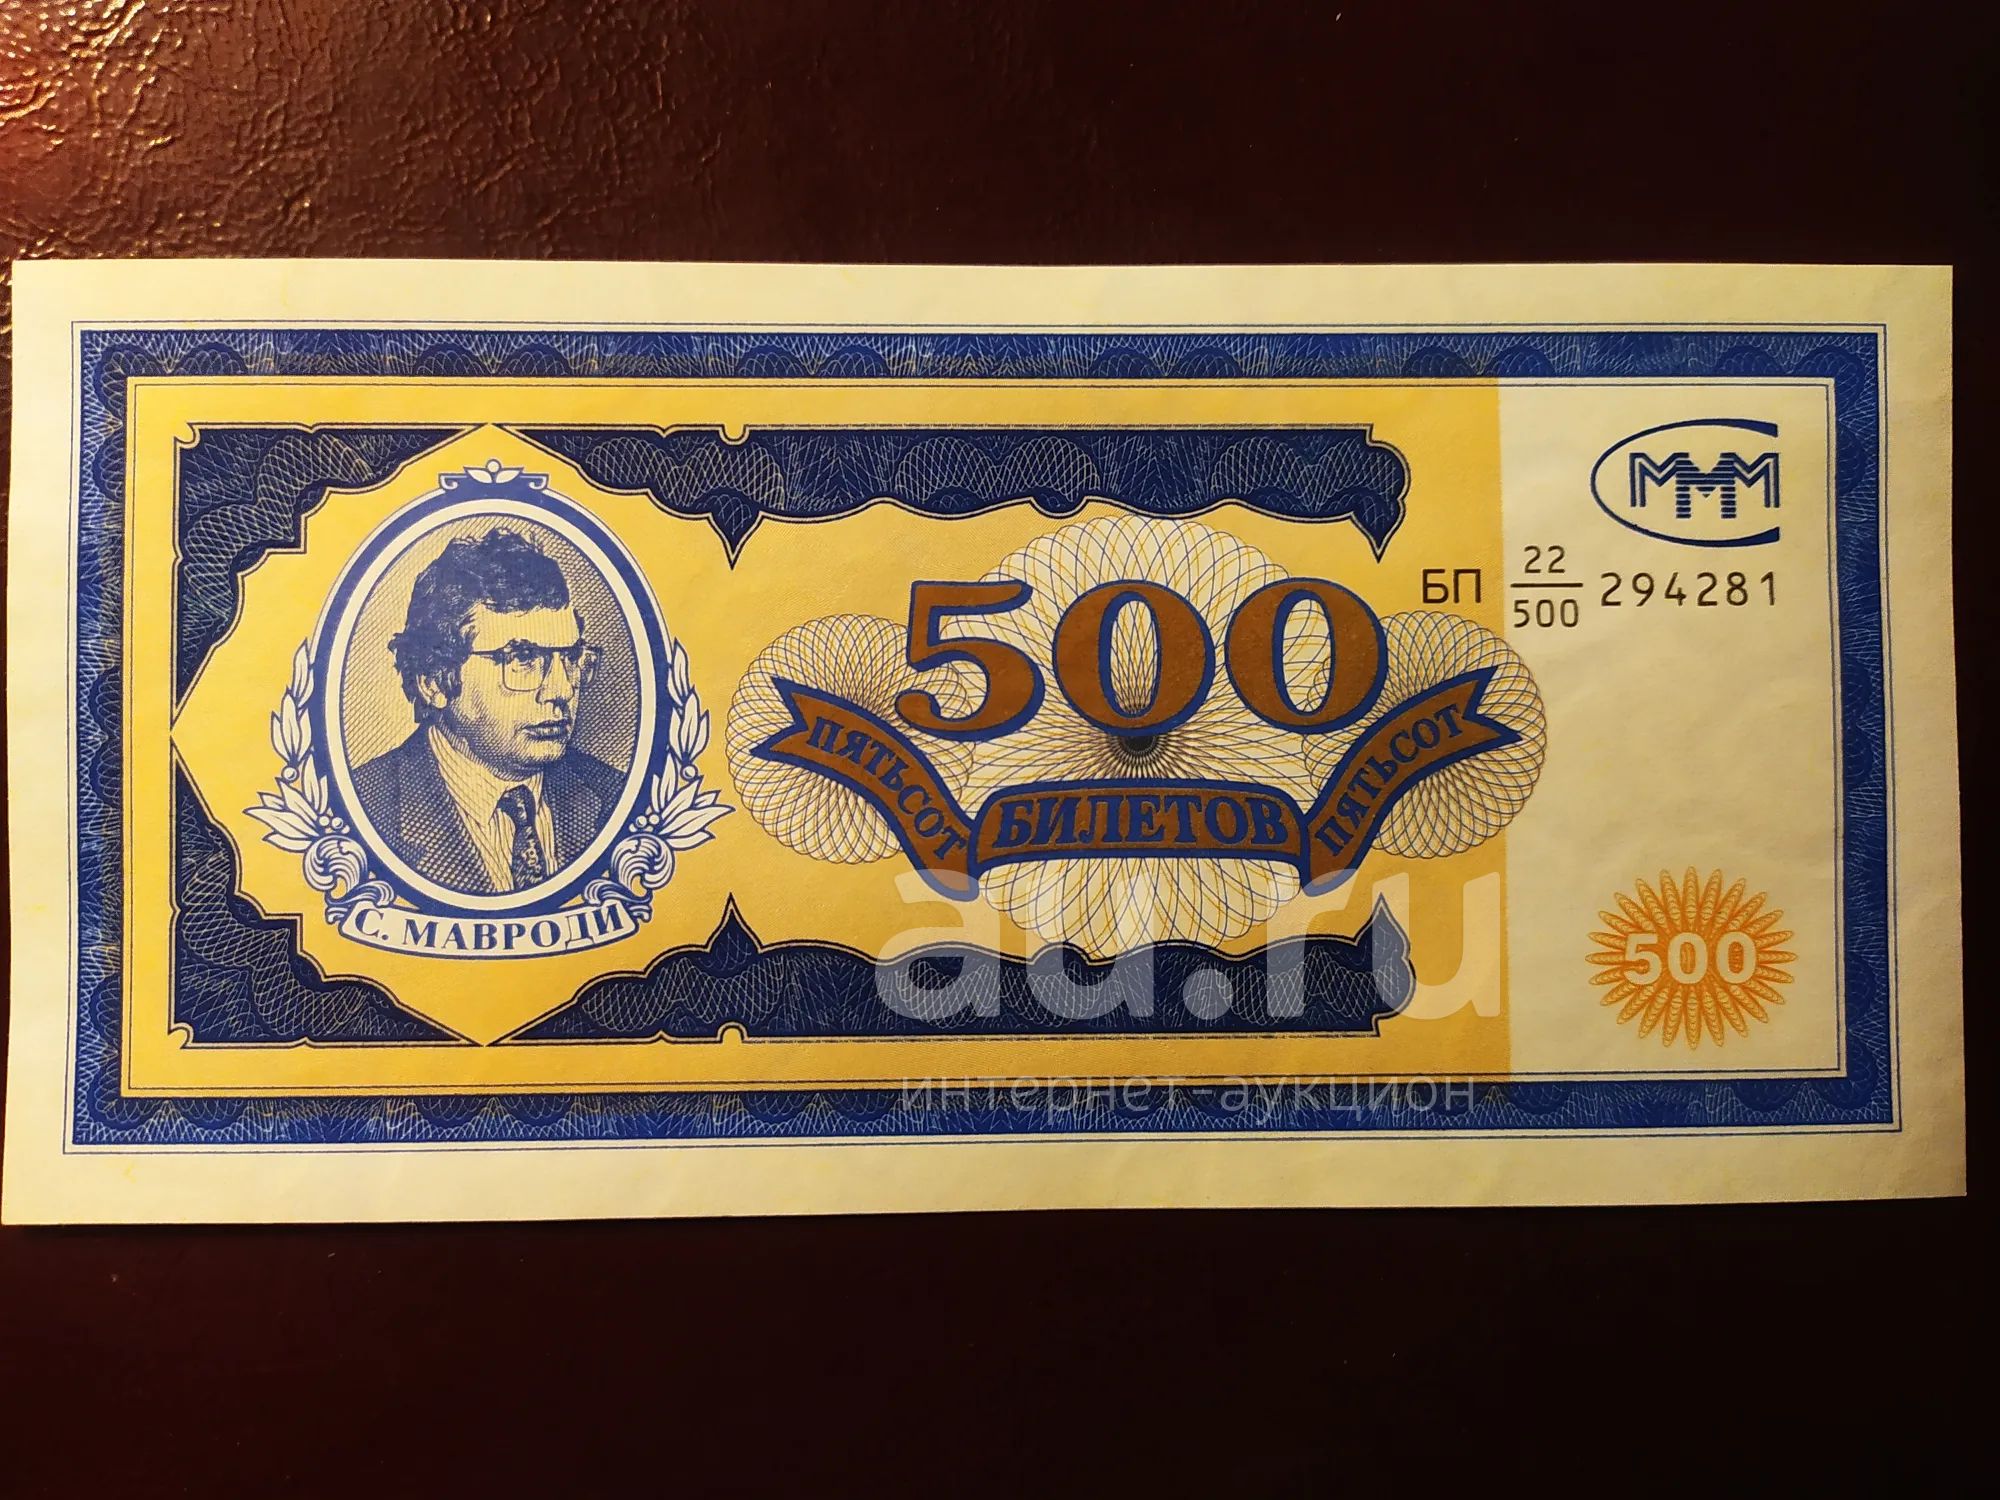 МММ
БП 22/500 294281
500
ПЯТЬСОТ БИЛЕТОВ ПЯТЬСОТ
С. МАВРОДИ
500
au.ru
интернет-аукцион